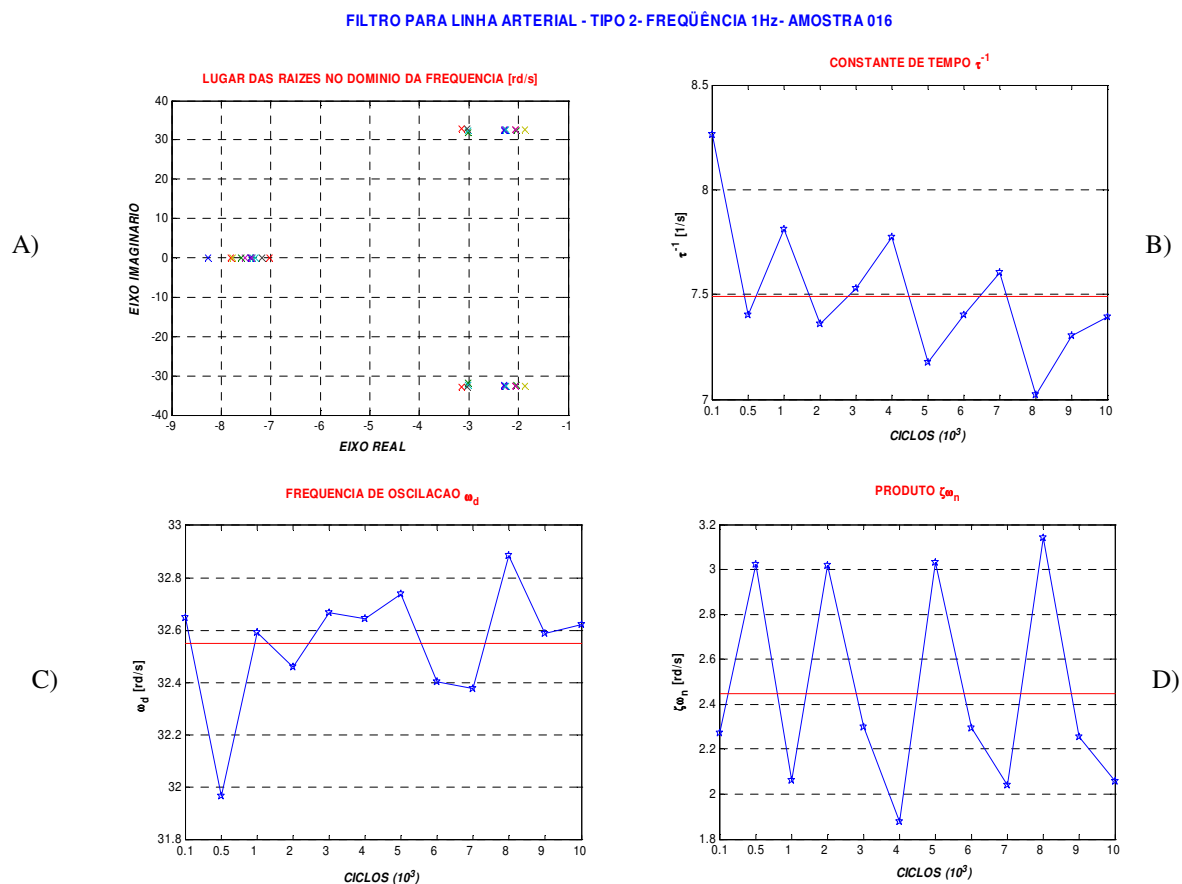 FILTRO PARA LINHA ARTERIAL - TIPO 2- FREQÜÊNCIA 1Hz- AMOSTRA 016
A)
LUGAR DAS RAIZES NO DOMINIO DA FREQUENCIA [rd/s]
EIXO IMAGINARIO
40
30
20
10
0
-10
-20
-30
-40
-9 -8 -7 -6 -5 -4 -3 -2 -1
EIXO REAL
B)
CONSTANTE DE TEMPO τ⁻¹
τ⁻¹ [1/s]
8.5
8
7.5
7
0.1 0.5 1 2 3 4 5 6 7 8 9 10
CICLOS (10³)
C)
FREQUENCIA DE OSCILACAO ω_d
ω_d [rd/s]
33
32.8
32.6
32.4
32.2
32
31.8
0.1 0.5 1 2 3 4 5 6 7 8 9 10
CICLOS (10³)
D)
PRODUTO ζω_n
ζω_n [rd/s]
3.2
3
2.8
2.6
2.4
2.2
2
1.8
0.1 0.5 1 2 3 4 5 6 7 8 9 10
CICLOS (10³)